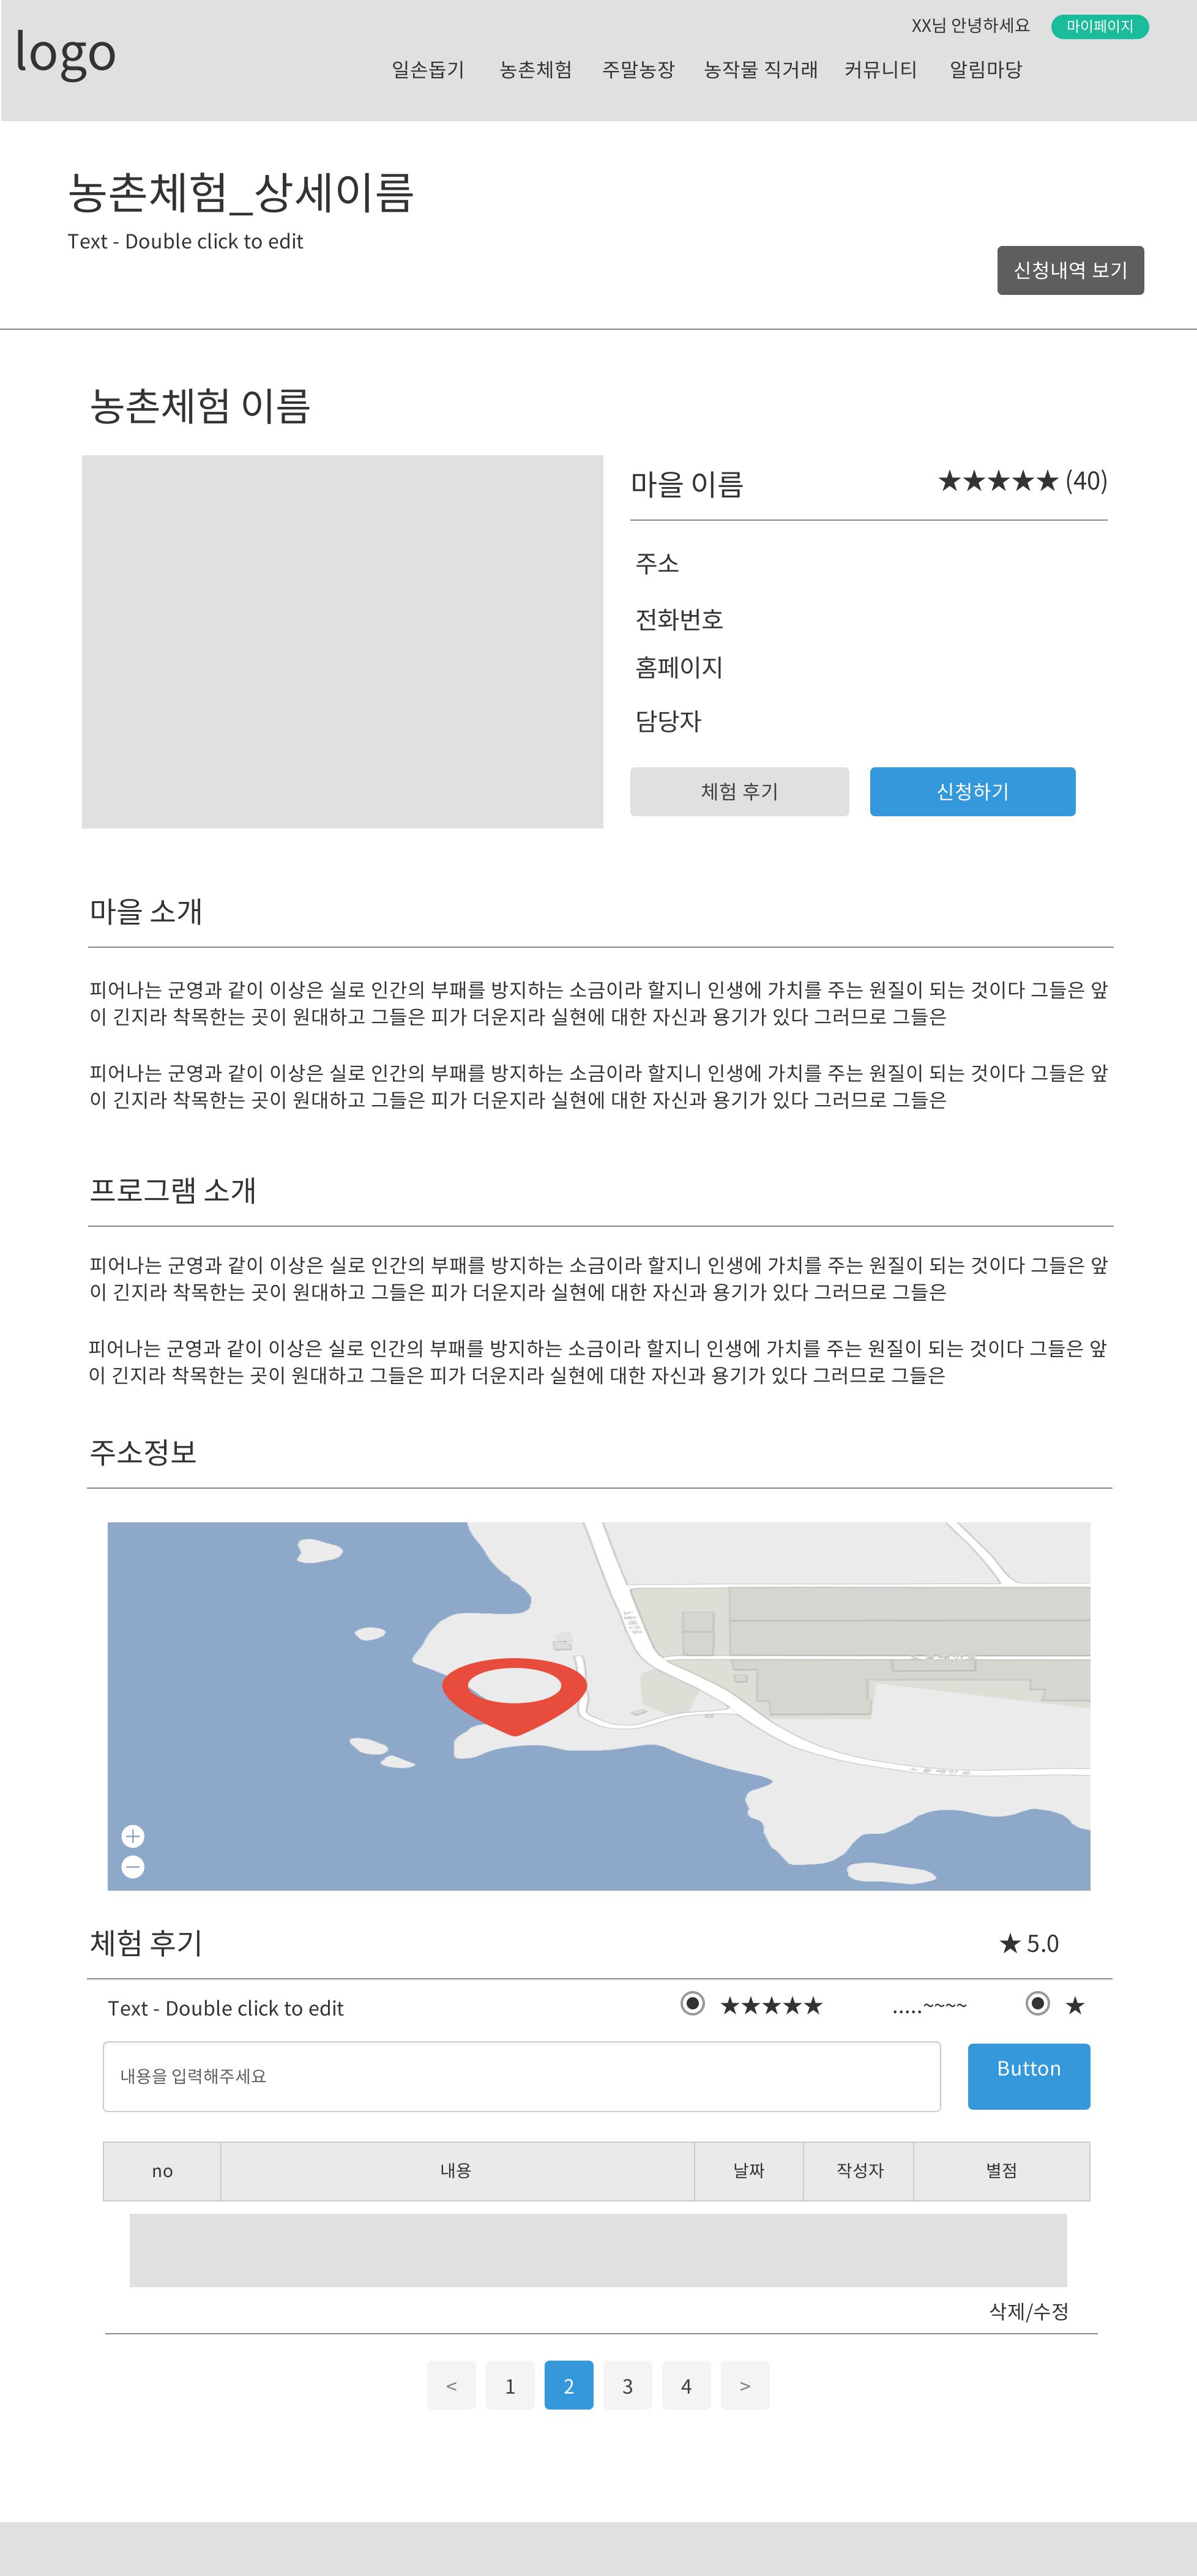 XX님 안녕하세요 마이페이지
logo
일손돕기 농촌체험 주말농장 농작물 직거래 커뮤니티 알림마당
농촌체험_상세이름
Text - Double click to edit
신청내역 보기
농촌체험 이름
마을 이름 ★★★★★ (40)
주소
전화번호
홈페이지
담당자
체험 후기 신청하기
마을 소개
피어나는 군영과 같이 이상은 실로 인간의 부패를 방지하는 소금이라 할지니 인생에 가치를 주는 원질이 되는 것이다 그들은 앞
이 긴지라 착목한는 곳이 원대하고 그들은 피가 더운지라 실현에 대한 자신과 용기가 있다 그러므로 그들은
피어나는 군영과 같이 이상은 실로 인간의 부패를 방지하는 소금이라 할지니 인생에 가치를 주는 원질이 되는 것이다 그들은 앞
이 긴지라 착목한는 곳이 원대하고 그들은 피가 더운지라 실현에 대한 자신과 용기가 있다 그러므로 그들은
프로그램 소개
피어나는 군영과 같이 이상은 실로 인간의 부패를 방지하는 소금이라 할지니 인생에 가치를 주는 원질이 되는 것이다 그들은 앞
이 긴지라 착목한는 곳이 원대하고 그들은 피가 더운지라 실현에 대한 자신과 용기가 있다 그러므로 그들은
피어나는 군영과 같이 이상은 실로 인간의 부패를 방지하는 소금이라 할지니 인생에 가치를 주는 원질이 되는 것이다 그들은 앞
이 긴지라 착목한는 곳이 원대하고 그들은 피가 더운지라 실현에 대한 자신과 용기가 있다 그러므로 그들은
주소정보
체험 후기 ★ 5.0
Text - Double click to edit ★★★★★ .....~~~~ ★
내용을 입력해주세요 Button
no 내용 날짜 작성자 별점
삭제/수정
< 1 2 3 4 >